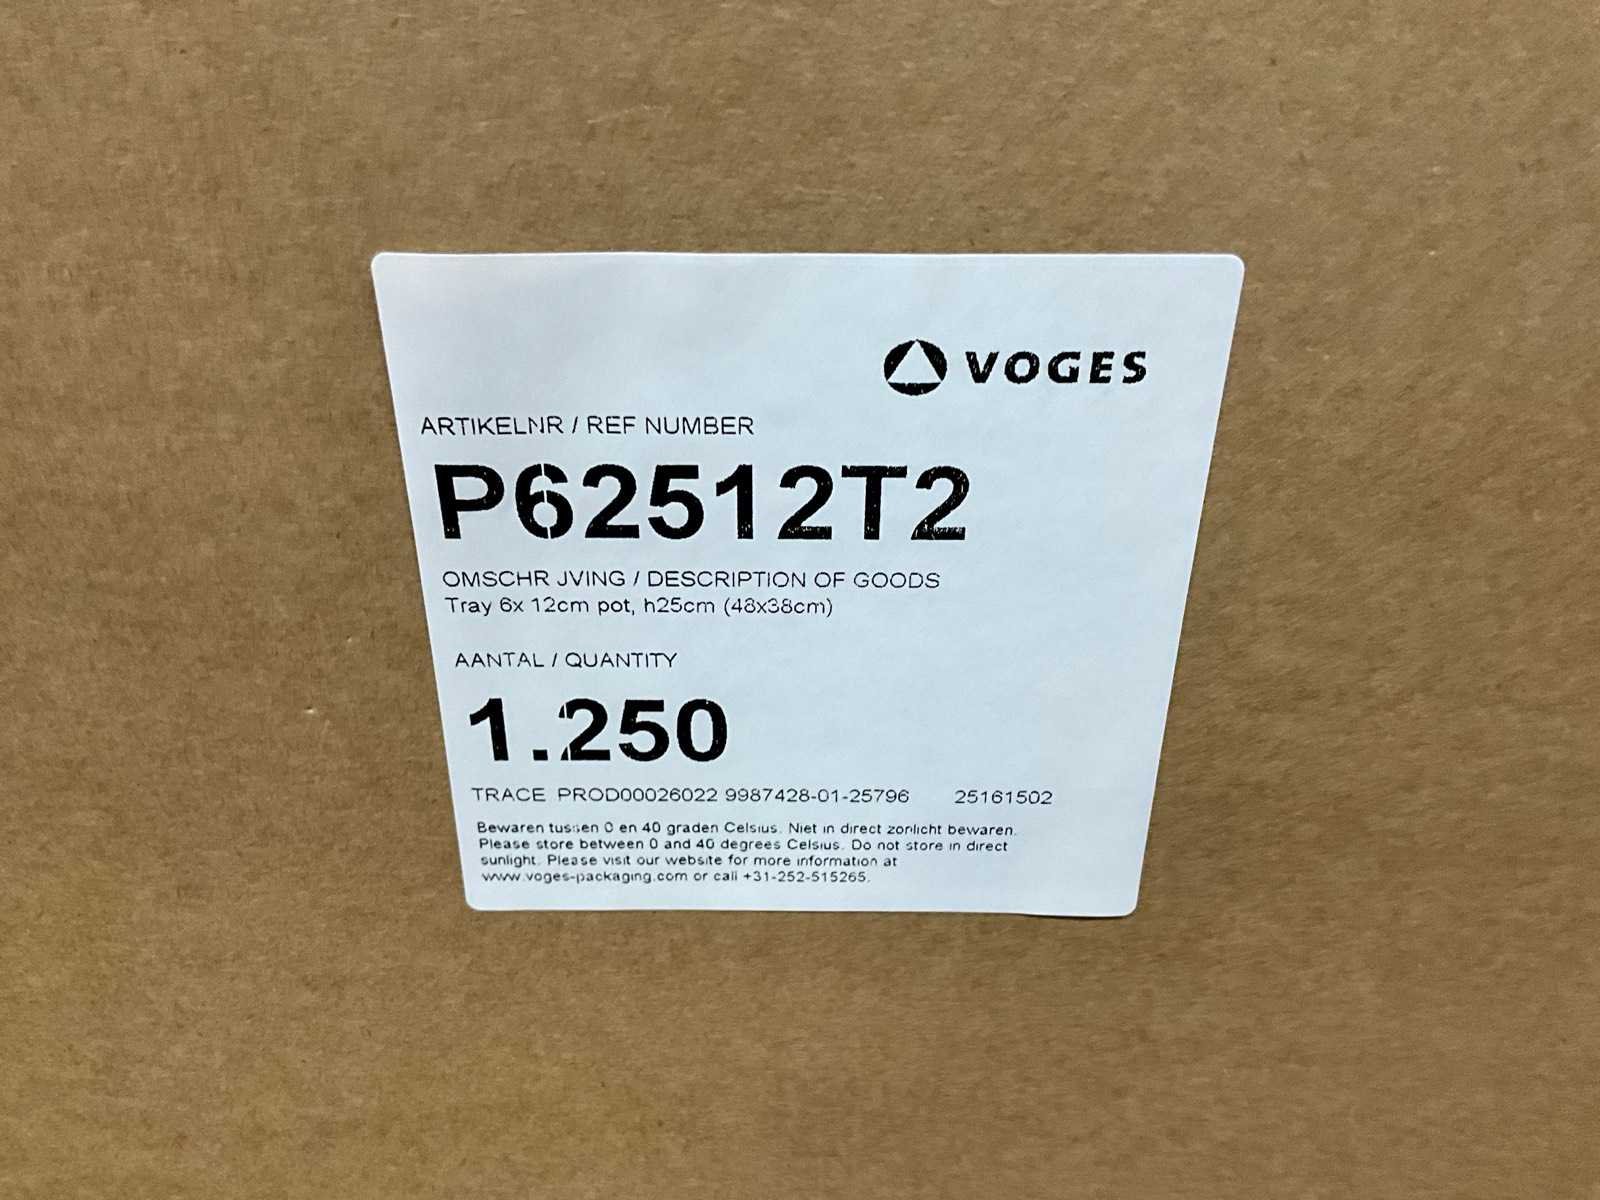 VOGES
ARTIKELNR / REF NUMBER
P62512T2
OMSCHR JVING / DESCRIPTION OF GOODS
Tray 6x 12cm pot, h25cm (48x38cm)
AANTAL / QUANTITY
1.250
TRACE PROD00026022 9987428-01-25796 25161502
Bewaren tussen 0 en 40 graden Celsius. Niet in direct zonlicht bewaren.
Please store between 0 and 40 degrees Celsius. Do not store in direct
sunlight. Please visit our website for more information at
www.voges-packaging.com or call +31-252-515265.